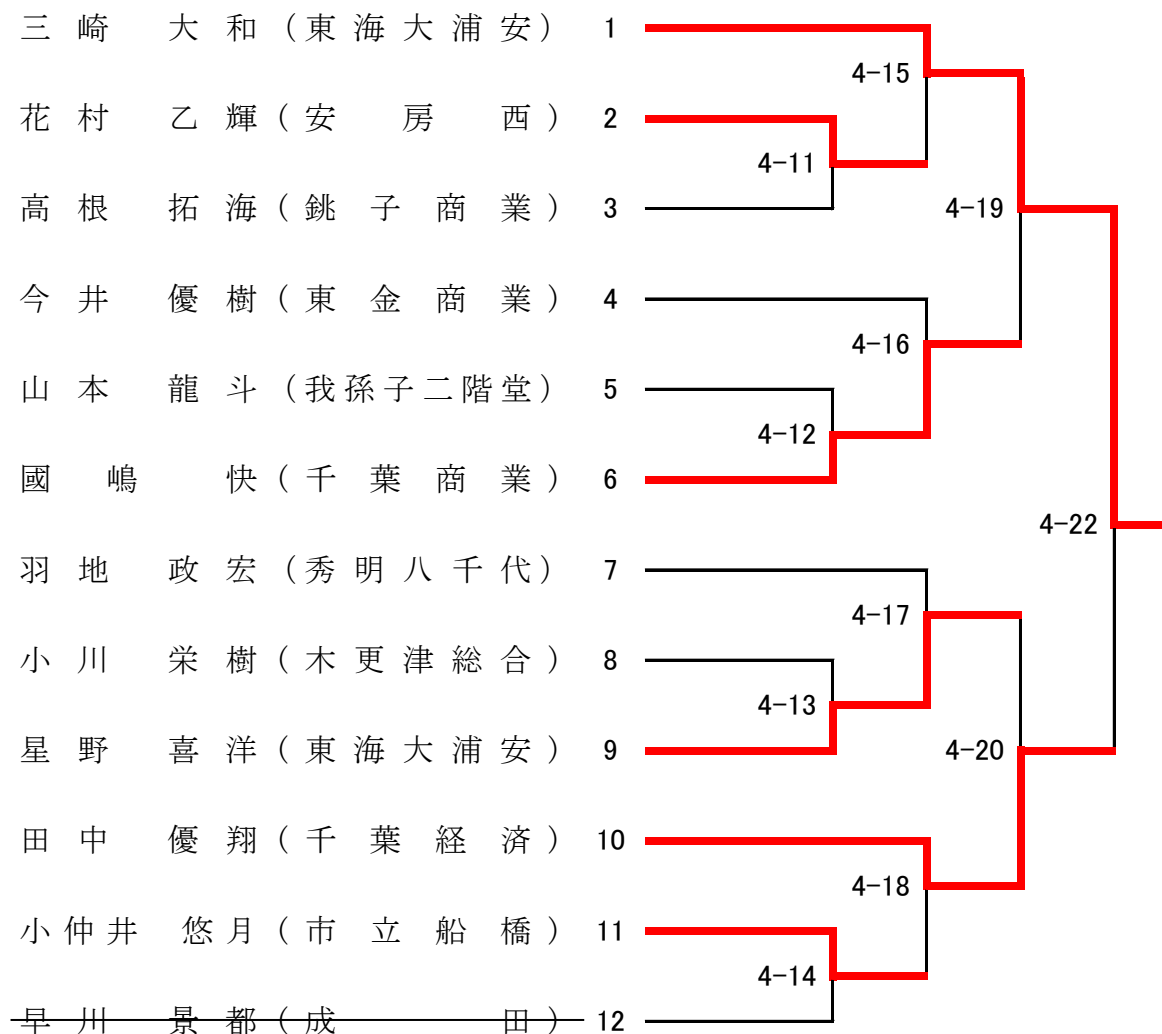 三崎 大和(東海大浦安) 1
4-15
花村 乙輝(安房西) 2
4-11
高根 拓海(銚子商業) 3
4-19
今井 優樹(東金商業) 4
4-16
山本 龍斗(我孫子二階堂) 5
4-12
國嶋 快(千葉商業) 6
4-22
羽地 政宏(秀明八千代) 7
4-17
小川 栄樹(木更津総合) 8
4-13
星野 喜洋(東海大浦安) 9
4-20
田中 優翔(千葉経済) 10
4-18
小仲井 悠月(市立船橋) 11
4-14
早川 景都(成田) 12